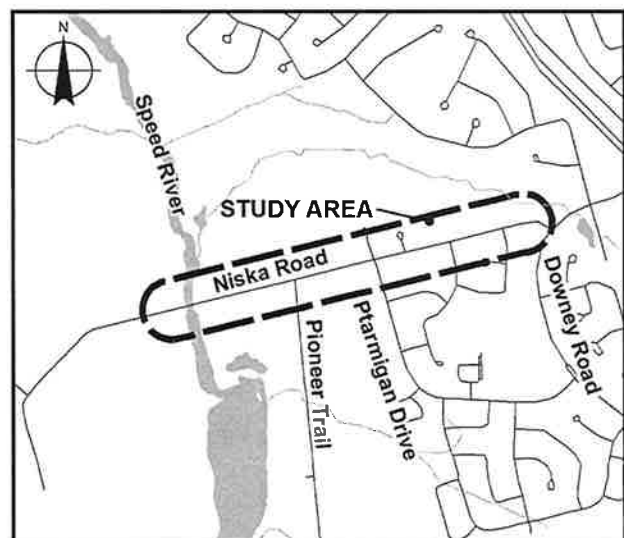 N
Speed River
STUDY AREA
Niska Road
Pioneer Trail
Ptarmigan Drive
Downey Road